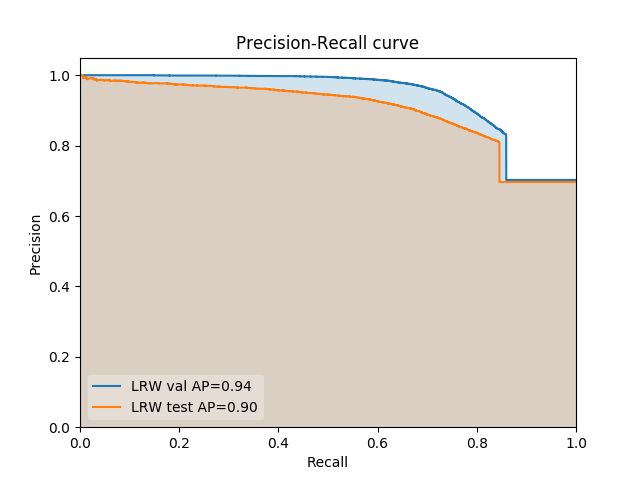 Precision-Recall curve
Precision
1.0
0.8
0.6
0.4
0.2
0.0
LRW val AP=0.94
LRW test AP=0.90
0.0 0.2 0.4 0.6 0.8 1.0
Recall